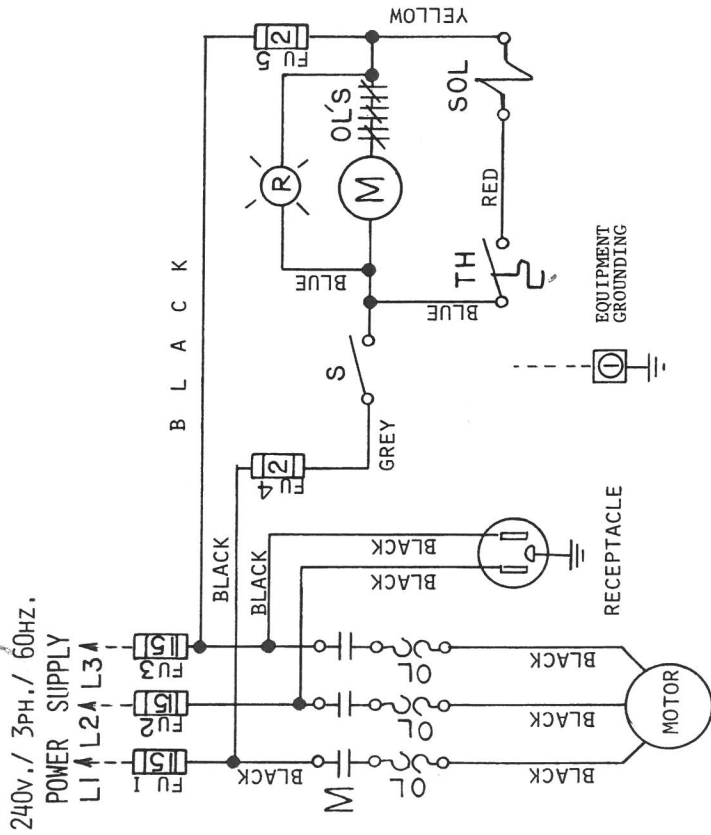 240v./ 3PH./ 60HZ.
POWER SUPPLY
L1 L2 L3
FU 1
15
FU2
15
FU3
15
BLACK
BLACK
BLACK
BLACK
FU 4
2
GREY
S
BLUE
BLUE
R
M
OL'S
FU 5
2
YELLOW
SOL
RED
TH
EQUIPMENT
GROUNDING
BLACK
BLACK
RECEPTACLE
M
OL
OL
OL
BLACK
BLACK
BLACK
MOTOR